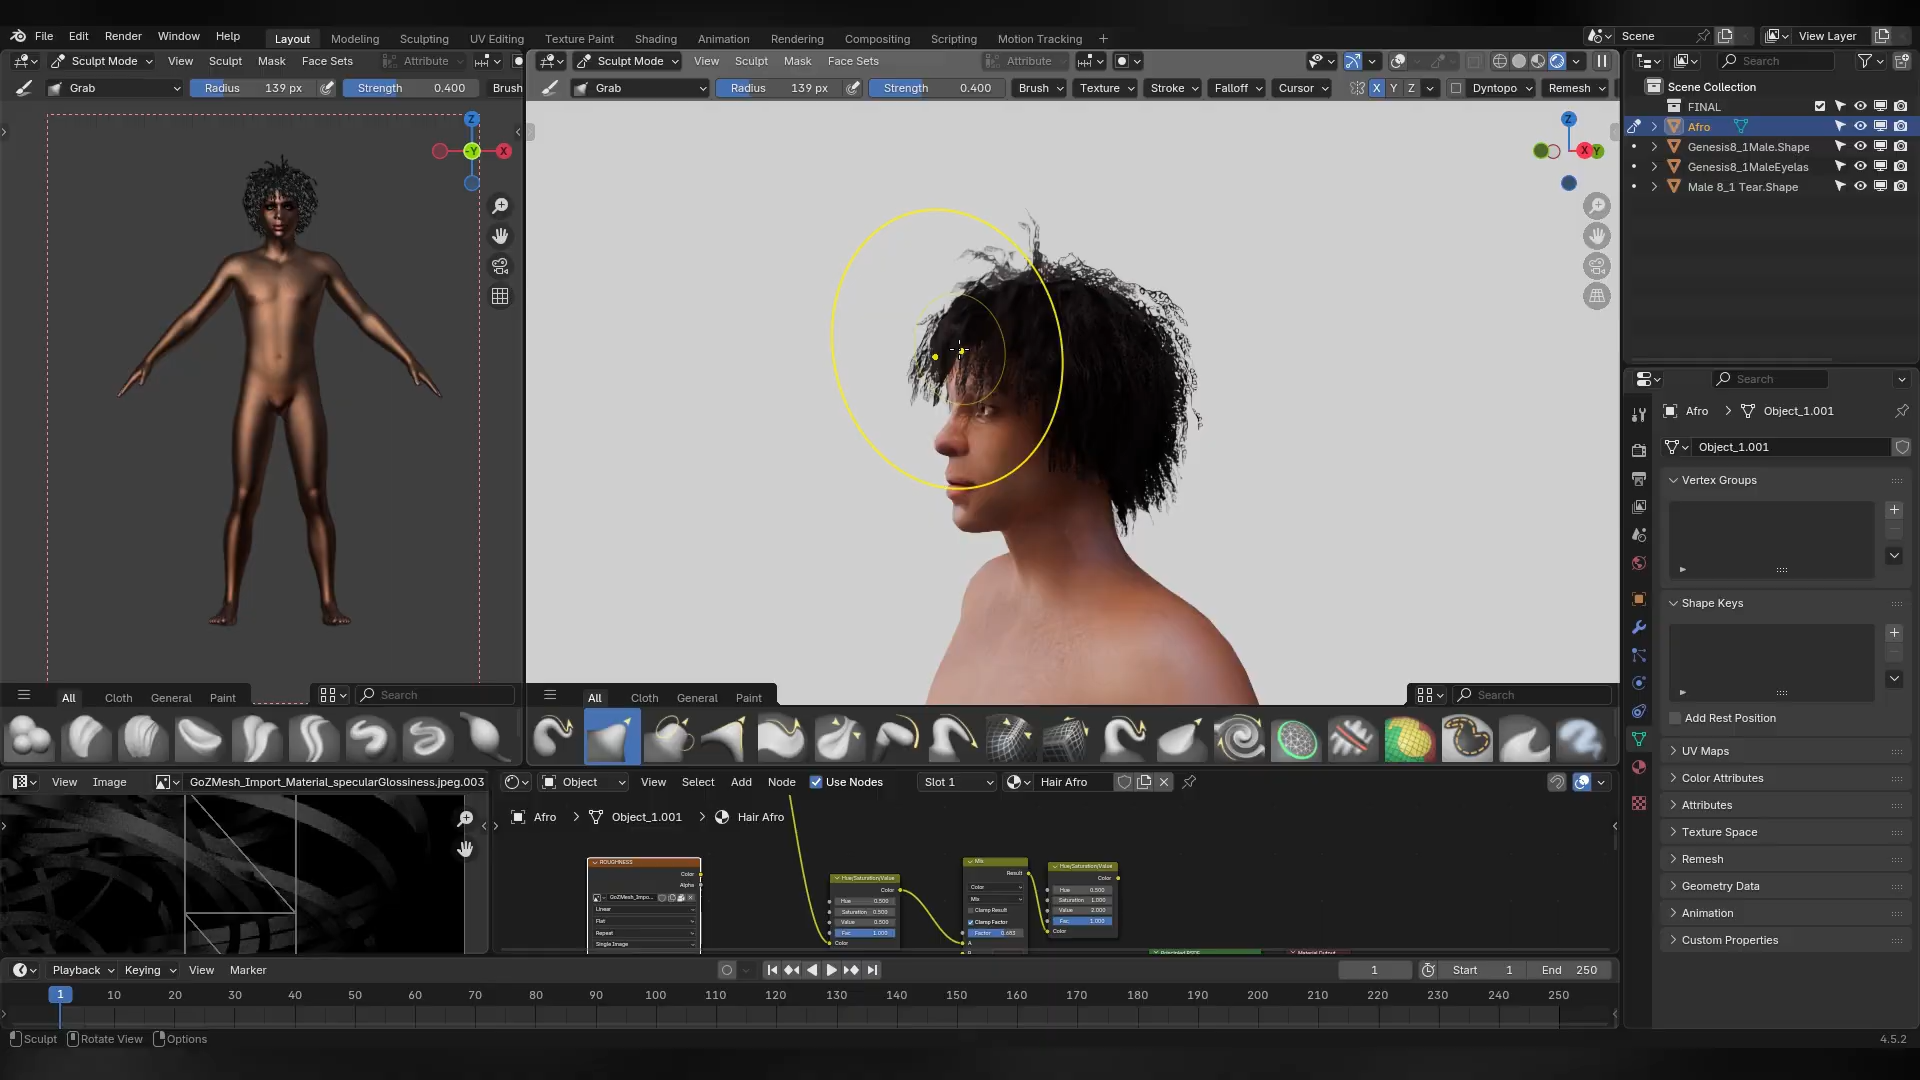 File Edit Render Window Help Layout Modeling Sculpting UV Editing Texture Paint Shading Animation Rendering Compositing Scripting Motion Tracking + Scene View Layer
Sculpt Mode View Sculpt Mask Face Sets Attribute Sculpt Mode View Sculpt Mask Face Sets Attribute Search
Grab Radius 139 px Strength 0.400 Brush Grab Radius 139 px Strength 0.400 Brush Texture Stroke Falloff Cursor X Y Z Dyntopo Remesh
Scene Collection
FINAL
Afro
Genesis8_1Male.Shape
Genesis8_1MaleEyelas
Male 8_1 Tear.Shape
Z
-Y X
Z
X Y
Search
Afro > Object_1.001
Object_1.001
Vertex Groups
Shape Keys
Add Rest Position
UV Maps
Color Attributes
Attributes
Texture Space
Remesh
Geometry Data
Animation
Custom Properties
All Cloth General Paint Search
All Cloth General Paint Search
View Image GoZMesh_Import_Material_specularGlossiness.jpeg.003
Object View Select Add Node Use Nodes Slot 1 Hair Afro
Afro > Object_1.001 > Hair Afro
ROUGHNESS
Color
Alpha
GoZMesh_Impo...
Linear
Flat
Repeat
Single Image
Hue/Saturation/Value
Color
Hue 0.500
Saturation 0.500
Value 0.500
Fac 1.000
Color
Mix
Result
Color
Mix
Clamp Result
Clamp Factor
Factor 0.683
A
Hue/Saturation/Value
Color
Hue 0.500
Saturation 1.000
Value 2.000
Fac 1.000
Color
Principled BSDF
Material Output
Playback Keying View Marker 1 Start 1 End 250
1 10 20 30 40 50 60 70 80 90 100 110 120 130 140 150 160 170 180 190 200 210 220 230 240 250
Sculpt Rotate View Options 4.5.2